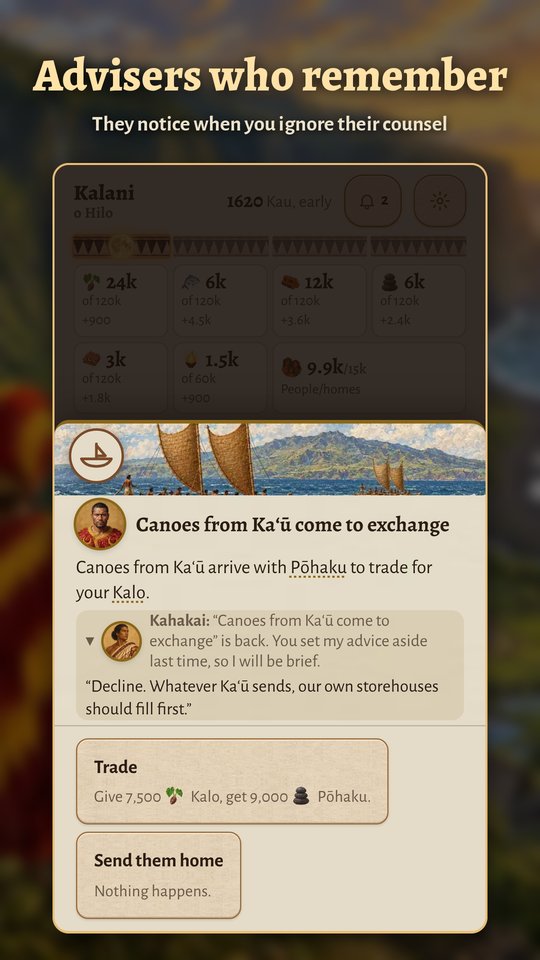 Advisers who remember
They notice when you ignore their counsel
Kalani
o Hilo
1620 Kau, early
2
24k
of 120k
+900
6k
of 120k
+4.5k
12k
of 120k
+3.6k
6k
of 120k
+2.4k
3k
of 120k
+1.8k
1.5k
of 60k
+900
9.9k/15k
People/homes
Canoes from Kaʻū come to exchange
Canoes from Kaʻū arrive with Pōhaku to trade for
your Kalo.
Kahakai: “Canoes from Kaʻū come to
exchange” is back. You set my advice aside
last time, so I will be brief.
“Decline. Whatever Kaʻū sends, our own storehouses
should fill first.”
Trade
Give 7,500 Kalo, get 9,000 Pōhaku.
Send them home
Nothing happens.